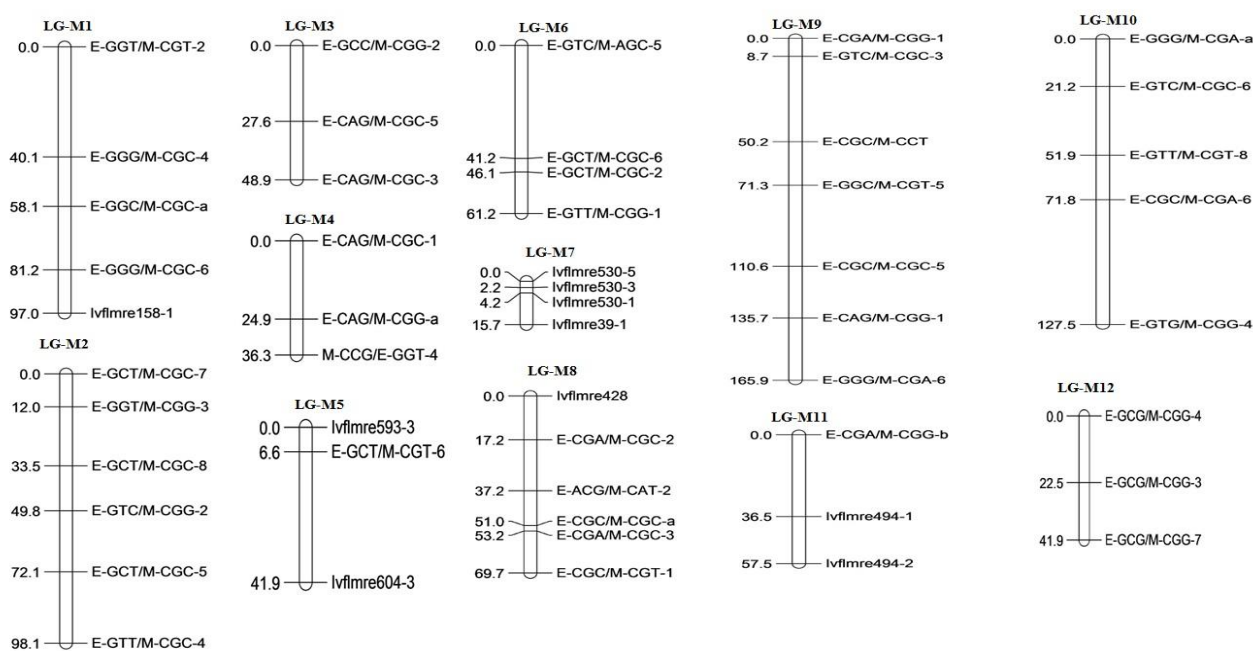 LG-M1
0.0 E-GGT/M-CGT-2
40.1 E-GGG/M-CGC-4
58.1 E-GGC/M-CGC-a
81.2 E-GGG/M-CGC-6
97.0 lvflmre158-1
LG-M2
0.0 E-GCT/M-CGC-7
12.0 E-GGT/M-CGG-3
33.5 E-GCT/M-CGC-8
49.8 E-GTC/M-CGG-2
72.1 E-GCT/M-CGC-5
98.1 E-GTT/M-CGC-4
LG-M3
0.0 E-GCC/M-CGG-2
27.6 E-CAG/M-CGC-5
48.9 E-CAG/M-CGC-3
LG-M4
0.0 E-CAG/M-CGC-1
24.9 E-CAG/M-CGG-a
36.3 M-CCG/E-GGT-4
LG-M5
0.0 lvflmre593-3
6.6 E-GCT/M-CGT-6
41.9 lvflmre604-3
LG-M6
0.0 E-GTC/M-AGC-5
41.2 E-GCT/M-CGC-6
46.1 E-GCT/M-CGC-2
61.2 E-GTT/M-CGG-1
LG-M7
0.0 lvflmre530-5
2.2 lvflmre530-3
4.2 lvflmre530-1
15.7 lvflmre39-1
LG-M8
0.0 lvflmre428
17.2 E-CGA/M-CGC-2
37.2 E-ACG/M-CAT-2
51.0 E-CGC/M-CGC-a
53.2 E-CGA/M-CGC-3
69.7 E-CGC/M-CGT-1
LG-M9
0.0 E-CGA/M-CGG-1
8.7 E-GTC/M-CGC-3
50.2 E-CGC/M-CCT
71.3 E-GGC/M-CGT-5
110.6 E-CGC/M-CGC-5
135.7 E-CAG/M-CGG-1
165.9 E-GGG/M-CGA-6
LG-M11
0.0 E-CGA/M-CGG-b
36.5 lvflmre494-1
57.5 lvflmre494-2
LG-M10
0.0 E-GGG/M-CGA-a
21.2 E-GTC/M-CGC-6
51.9 E-GTT/M-CGT-8
71.8 E-CGC/M-CGA-6
127.5 E-GTG/M-CGG-4
LG-M12
0.0 E-GCG/M-CGG-4
22.5 E-GCG/M-CGG-3
41.9 E-GCG/M-CGG-7